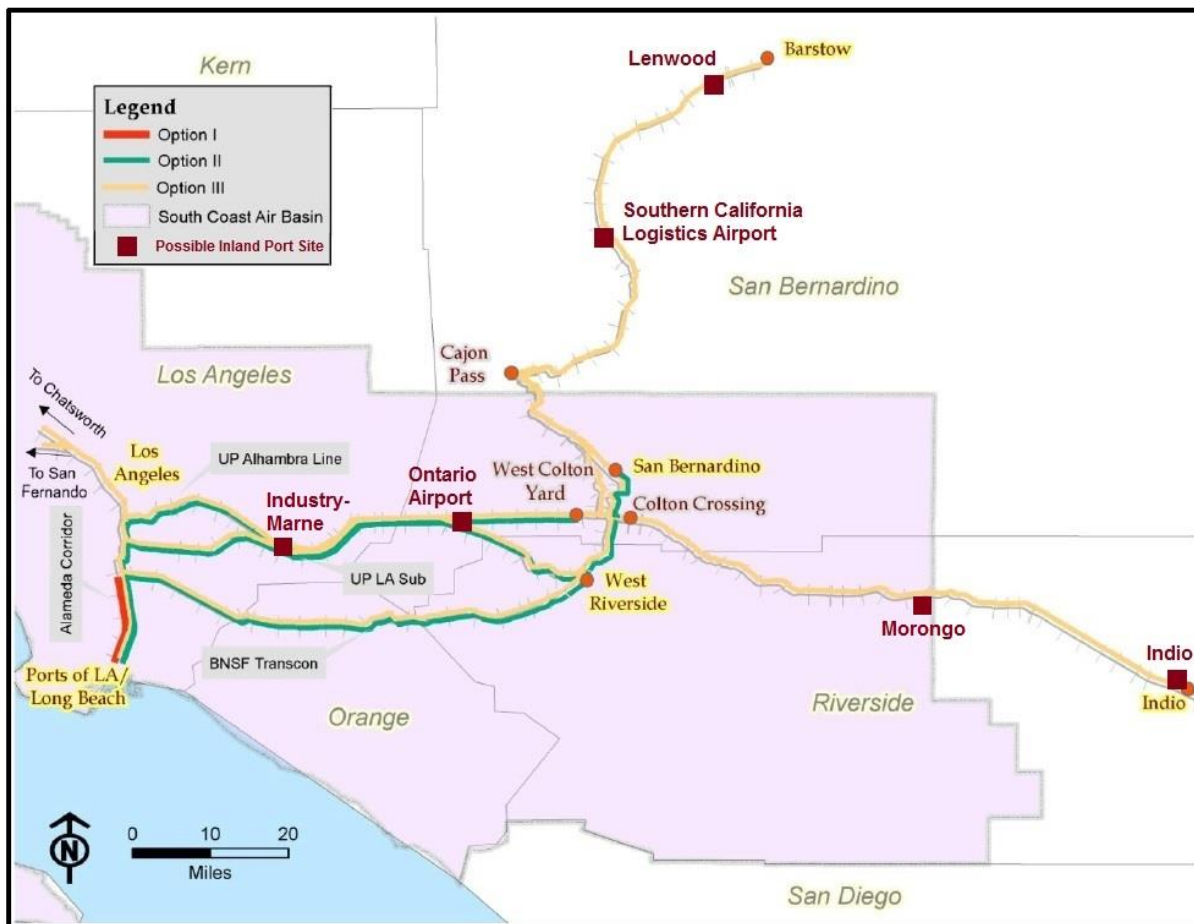 Kern
Lenwood
Barstow
Legend
Option I
Option II
Option III
South Coast Air Basin
Possible Inland Port Site
Southern California
Logistics Airport
San Bernardino
Cajon
Pass
Los Angeles
To Chatsworth
To San
Fernando
Los
Angeles
UP Alhambra Line
Industry-
Marne
Ontario
Airport
West Colton
Yard
San Bernardino
Colton Crossing
Alameda Corridor
UP LA Sub
West
Riverside
BNSF Transcon
Morongo
Indio
Indio
Ports of LA/
Long Beach
Orange
Riverside
N
0 10 20
Miles
San Diego